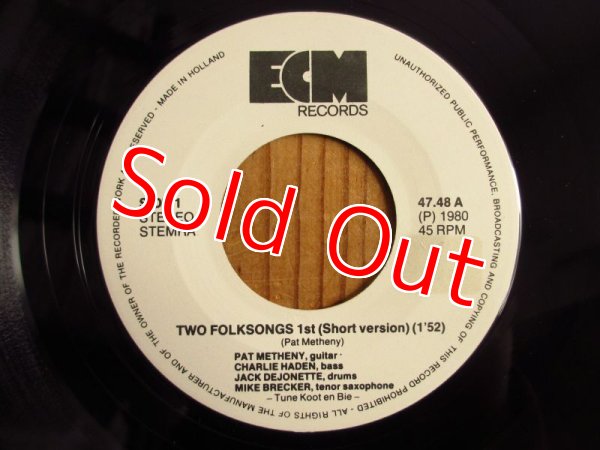 ECM
RECORDS
UNAUTHORIZED PUBLIC PERFORMANCE, BROADCASTING AND COPYING OF THIS RECORD PROHIBITED - ALL RIGHTS OF THE MANUFACTURER AND OF THE OWNER OF THE RECORDED WORK RESERVED - MADE IN HOLLAND
1
STEREO
STEMRA
47.48 A
(P) 1980
45 RPM
Sold Out
TWO FOLKSONGS 1st (Short version) (1'52)
(Pat Metheny)
PAT METHENY, guitar
CHARLIE HADEN, bass
JACK DEJONETTE, drums
MIKE BRECKER, tenor saxophone
- Tune Koot en Bie -